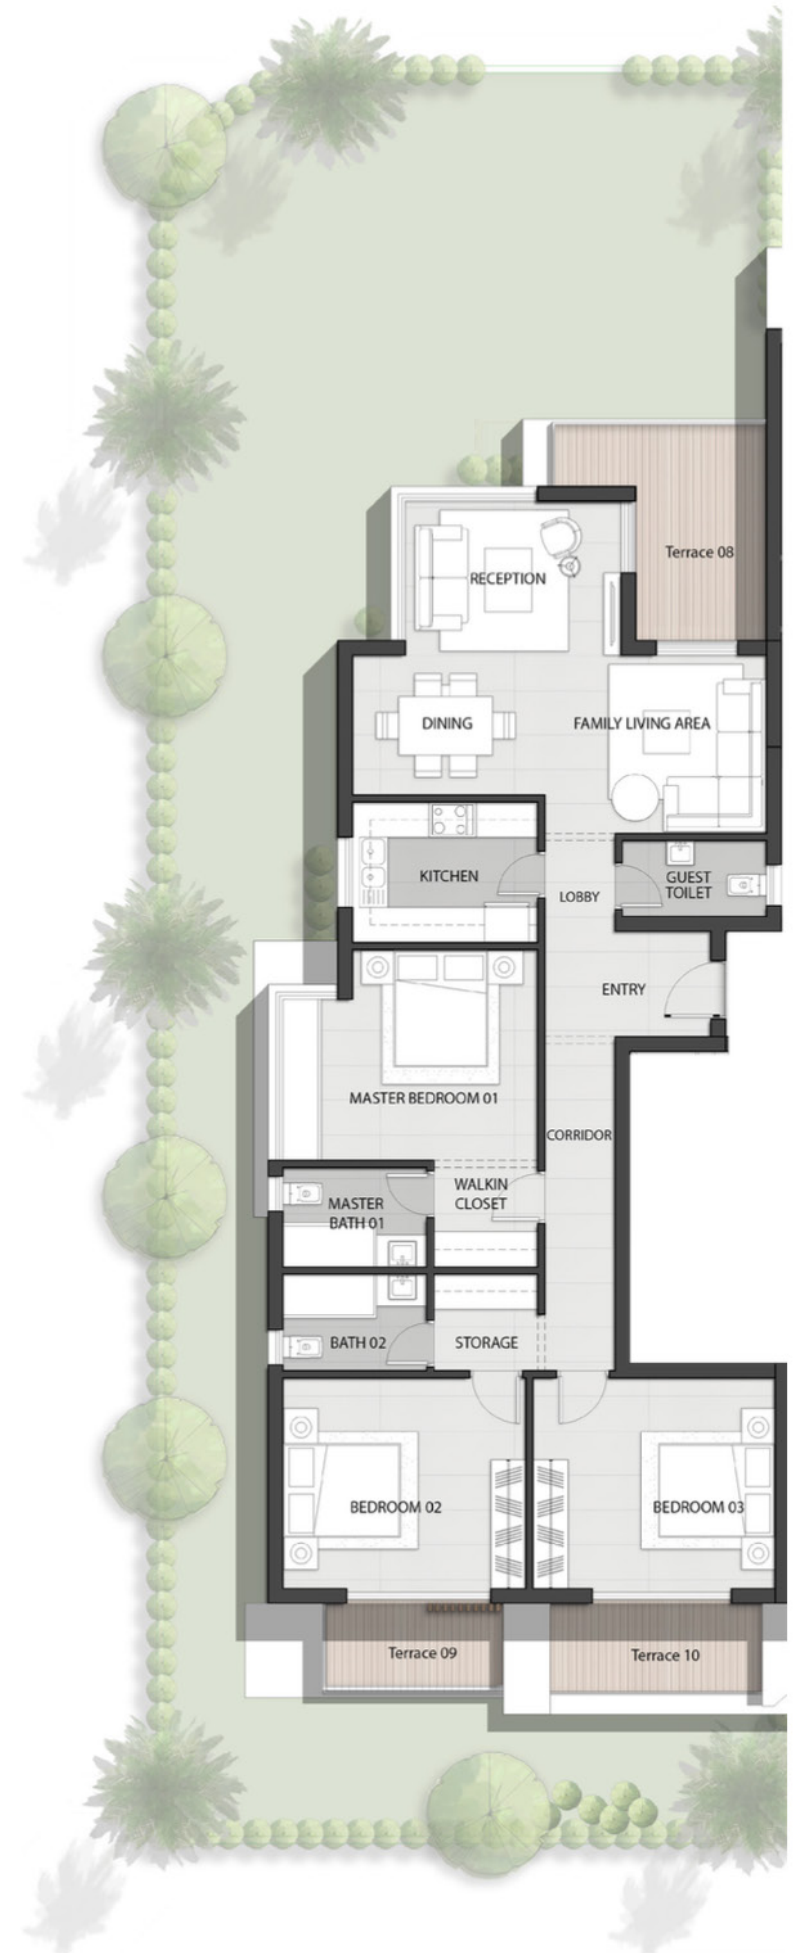 Terrace 08
RECEPTION
DINING
FAMILY LIVING AREA
KITCHEN
LOBBY
GUEST
TOILET
ENTRY
MASTER BEDROOM 01
CORRIDOR
WALKIN
CLOSET
MASTER
BATH 01
BATH 02
STORAGE
BEDROOM 02
BEDROOM 03
Terrace 09
Terrace 10